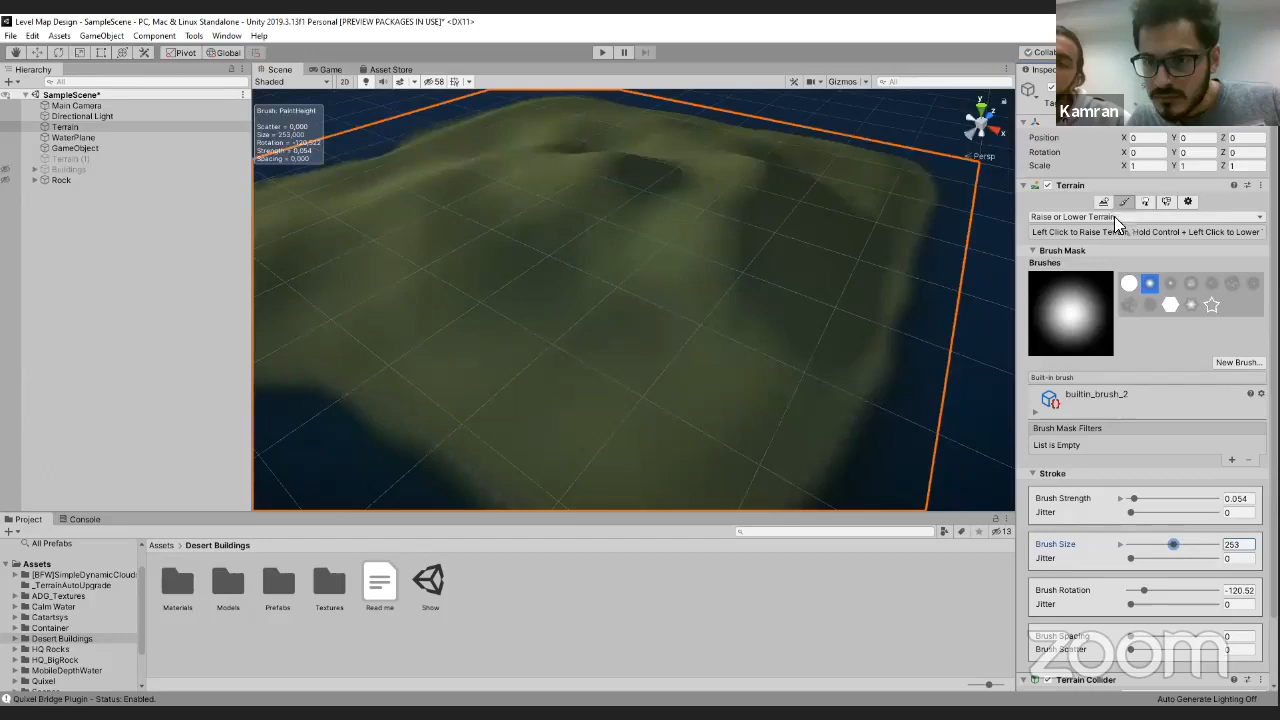 Level Map Design - SampleScene - PC, Mac & Linux Standalone - Unity 2019.3.13f1 Personal [PREVIEW PACKAGES IN USE]* <DX11>
File Edit Assets GameObject Component Tools Window Help
Pivot Global Collab
Hierarchy Scene Game Asset Store
All Shaded 20 58 Gizmos All
SampleScene*
Main Camera
Directional Light
Terrain
WaterPlane
GameObject
Terrain (1)
Buildings
Rock
Brush: PaintHeight
Scatter = 0,000
Size = 253,000
Rotation = -120,522
Strength = 0,054
Spacing = 0,000
y
z
x
Persp
Kamran
Position X 0 Y 0 Z 0
Rotation X 0 Y 0 Z 0
Scale X 1 Y 1 Z 1
Terrain
Raise or Lower Terrain
Left Click to Raise Terrain, Hold Control + Left Click to Lower
Brush Mask
Brushes
New Brush...
Built-in brush
builtin_brush_2
Brush Mask Filters
List is Empty
Stroke
Brush Strength 0.054
Jitter 0
Brush Size 253
Jitter 0
Brush Rotation -120.52
Jitter 0
Brush Spacing 0
Brush Scatter 0
zoom
Terrain Collider
Project Console
13
All Prefabs
Assets
[BFW]SimpleDynamicClouds
_TerrainAutoUpgrade
ADG_Textures
Calm Water
Catartsys
Container
Desert Buildings
HQ Rocks
HQ_BigRock
MobileDepthWater
Quixel
Assets > Desert Buildings
Materials Models Prefabs Textures Read me Show
Quixel Bridge Plugin - Status: Enabled. Auto Generate Lighting Off